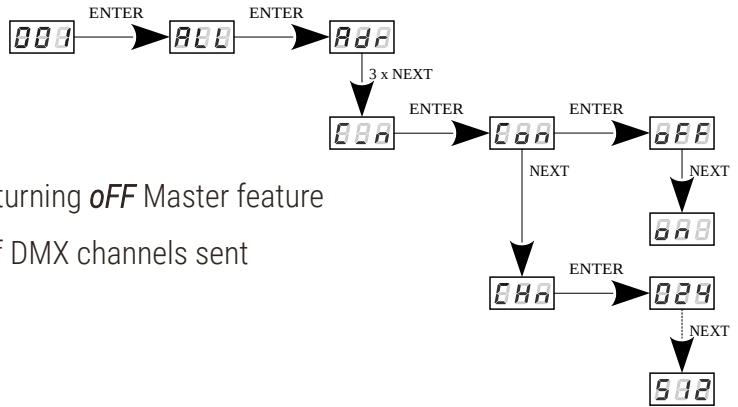 ENTER ENTER
001 ALL Adr
3 x NEXT
ENTER ENTER
C_n Con oFF
NEXT NEXT
turning oFF Master feature
on
f DMX channels sent
ENTER
CHn 024
NEXT
512